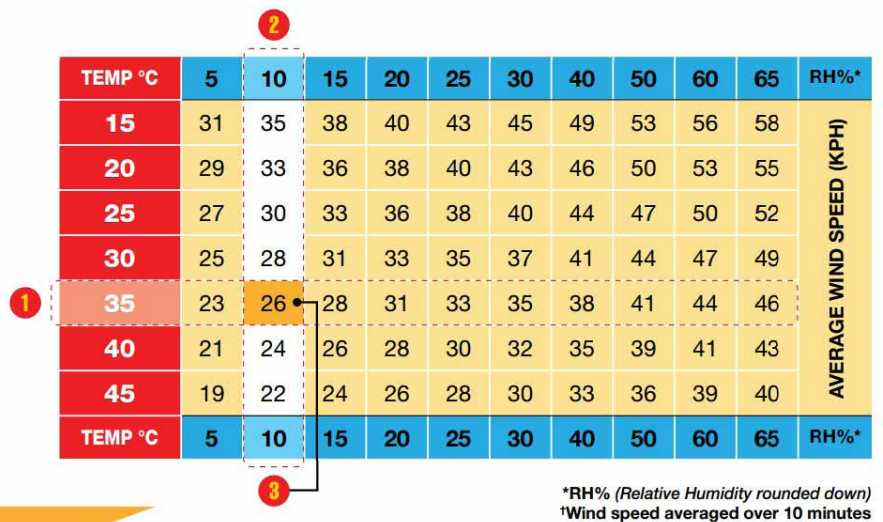 2
TEMP °C 5 10 15 20 25 30 40 50 60 65 RH%*
15 31 35 38 40 43 45 49 53 56 58
20 29 33 36 38 40 43 46 50 53 55
25 27 30 33 36 38 40 44 47 50 52
30 25 28 31 33 35 37 41 44 47 49
1 35 23 26 28 31 33 35 38 41 44 46
40 21 24 26 28 30 32 35 39 41 43
45 19 22 24 26 28 30 33 36 39 40
AVERAGE WIND SPEED (KPH)
TEMP °C 5 10 15 20 25 30 40 50 60 65 RH%*
3
*RH% (Relative Humidity rounded down)
†Wind speed averaged over 10 minutes